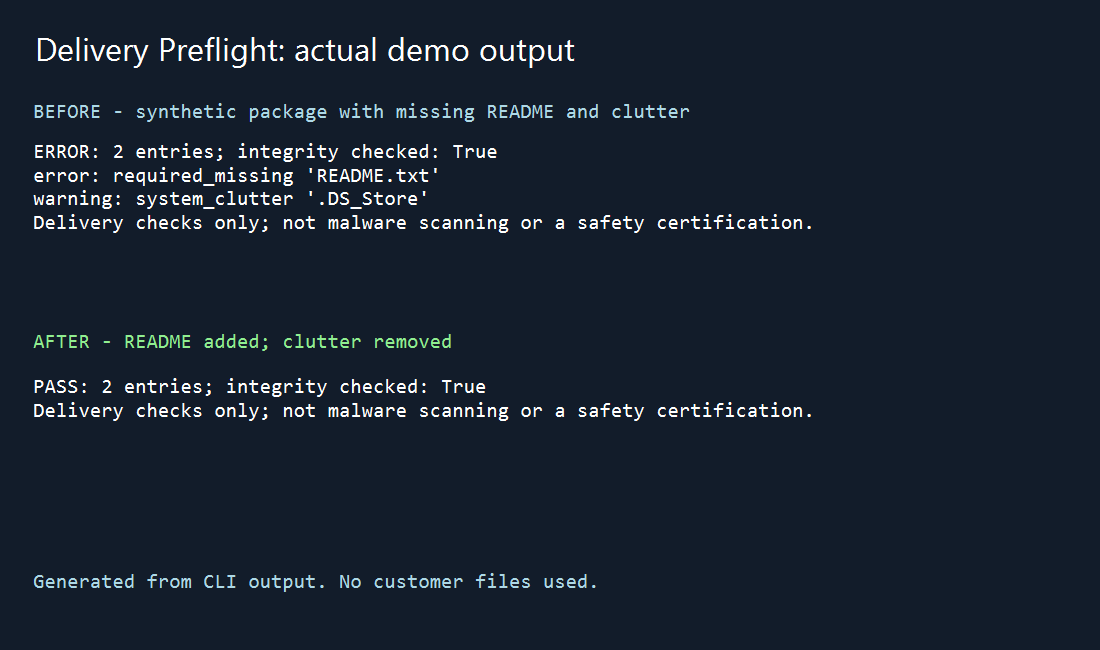 Delivery Preflight: actual demo output
BEFORE - synthetic package with missing README and clutter
ERROR: 2 entries; integrity checked: True
error: required_missing 'README.txt'
warning: system_clutter '.DS_Store'
Delivery checks only; not malware scanning or a safety certification.
AFTER - README added; clutter removed
PASS: 2 entries; integrity checked: True
Delivery checks only; not malware scanning or a safety certification.
Generated from CLI output. No customer files used.